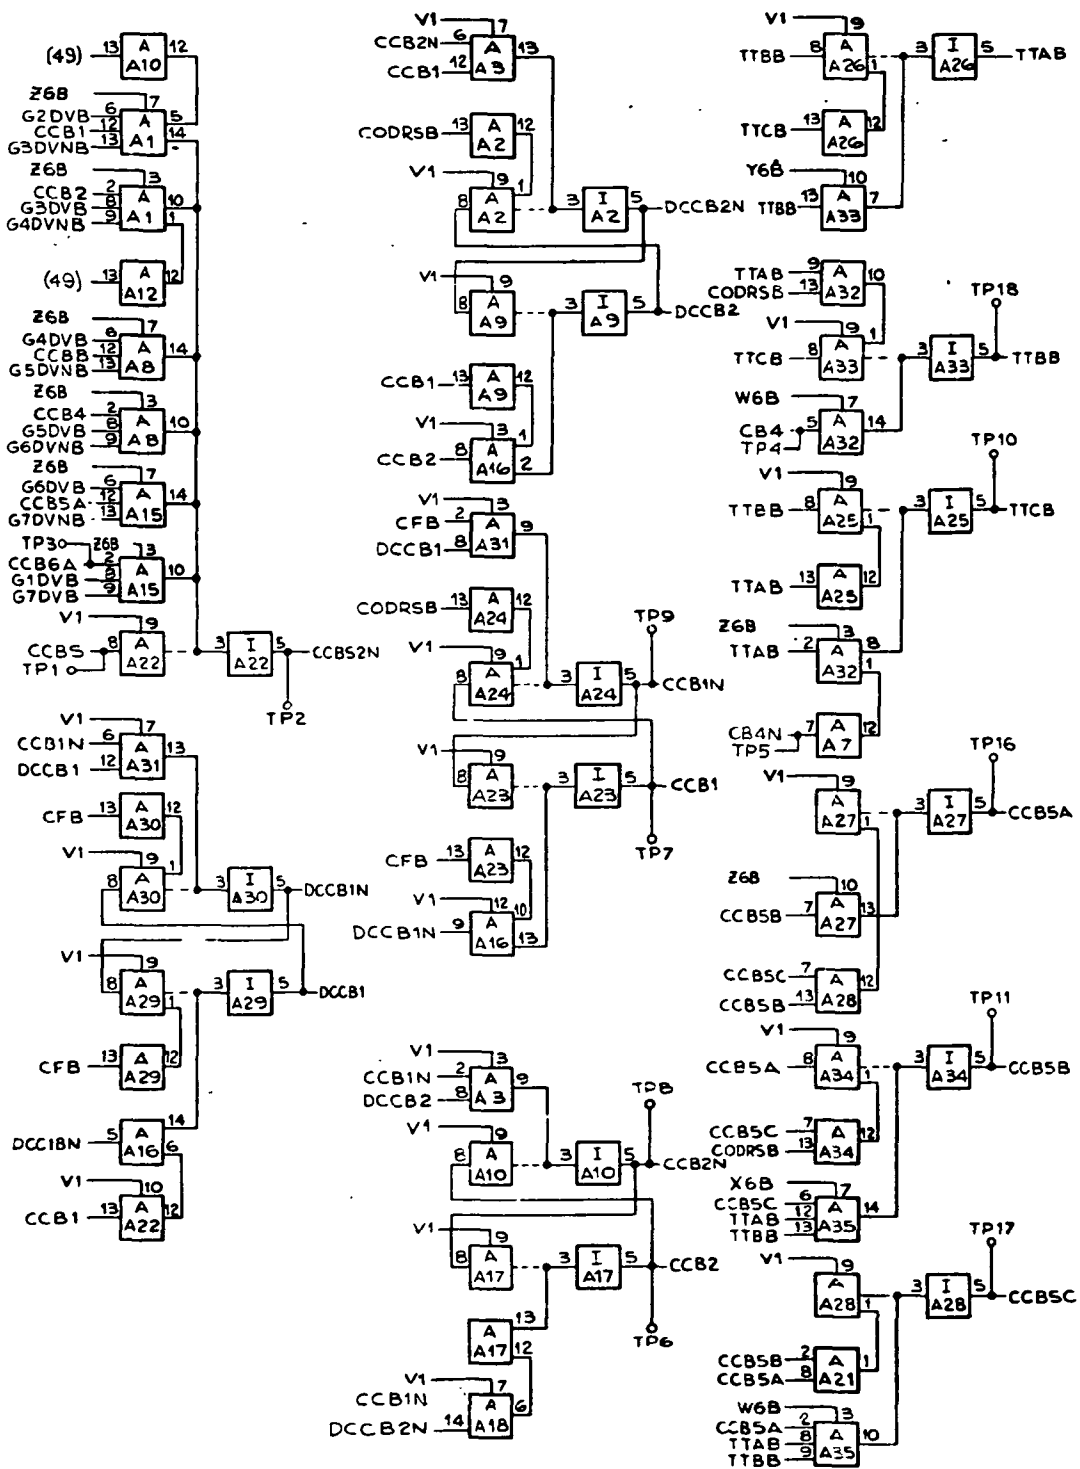 (49) 13 A A10 12
Z6B 7
G2DVB 6 A A1 5
CCB1 12 14
G3DVNB 13
Z6B 3
CCB2 2 A A1 10
G3DVB 8 1
G4DVNB 9
(49) 13 A A12 12
Z6B 7
G4DVB 8 A A8 14
CCBB 12
G5DVNB 13
Z6B 3
CCB4 2 A A8 10
G5DVB 8
G6DVNB 9
Z6B 7
G6DVB 6 A A15 14
CCB5A 12
G7DVNB 13
TP3 Z6B 3
CCB6A 2 A A15 10
G1DVB 8
G7DVB 9
V1 9
CCBS 8 A A22 3 I A22 5 CCBS2N
TP1
TP2
V1 7
CCB1N 6 A A31 13
DCCB1 12
CFB 13 A A30 12
V1 9
8 A A30 1 3 I A30 5 DCCB1N
V1 9
8 A A29 1 3 I A29 5 DCCB1
CFB 13 A A29 12
DCC1BN 5 A A16 14 6
V1 10
CCB1 13 A A22 12
V1 7
CCB2N 6 A A3 13
CCB1 12
CODRSB 13 A A2 12
V1 9
8 A A2 1 3 I A2 5 DCCB2N
V1 9
8 A A9 3 I A9 5 DCCB2
CCB1 13 A A9 12
V1 3
CCB2 8 A A16 1 2
V1 3
CFB 2 A A31 9
DCCB1 8
CODRSB 13 A A24 12
V1 9
8 A A24 1 3 I A24 5 CCB1N
TP9
V1 9
8 A A23 3 I A23 5 CCB1
TP7
CFB 13 A A23 12
V1 12
DCCB1N 9 A A16 10 13
V1 3
CCB1N 2 A A3 9
DCCB2 8
TP8
V1 9
8 A A10 3 I A10 5 CCB2N
V1 9
8 A A17 3 I A17 5 CCB2
TP6
A A17 13 12
V1 7
CCB1N
DCCB2N 14 A A18 6
V1 9
TTBB 8 A A26 1 I A26 5 TTAB
TTCB 13 A A26 12
Y6B 10
TTBB 13 A A33 7
TTAB 9 A A32 10
CODRSB 13
TP18
V1 9
TTCB 8 A A33 1 3 I A33 5 TTBB
W6B 7
CB4 5 A A32 14
TP4
TP10
V1 9
TTBB 8 A A25 1 3 I A25 5 TTCB
TTAB 13 A A25 12
Z6B 3
TTAB 2 A A32 8 1
CB4N 7 A A7 12
TP5
TP16
V1 9
A A27 1 3 I A27 5 CCB5A
Z6B 10
CCB5B 7 A A27 13
CCB5C 7 A A28 12
CCB5B 13
TP11
V1 9
CCB5A 8 A A34 1 3 I A34 5 CCB5B
CCB5C 7 A A34 12
CODRSB 13
X6B 7
CCB5C 6 A A35 14
TTAB 12
TTBB 13
TP17
V1 9
A A28 1 3 I A28 5 CCB5C
CCB5B 2 A A21 1
CCB5A 8
W6B 3
CCB5A 2 A A35 10
TTAB 8
TTBB 9